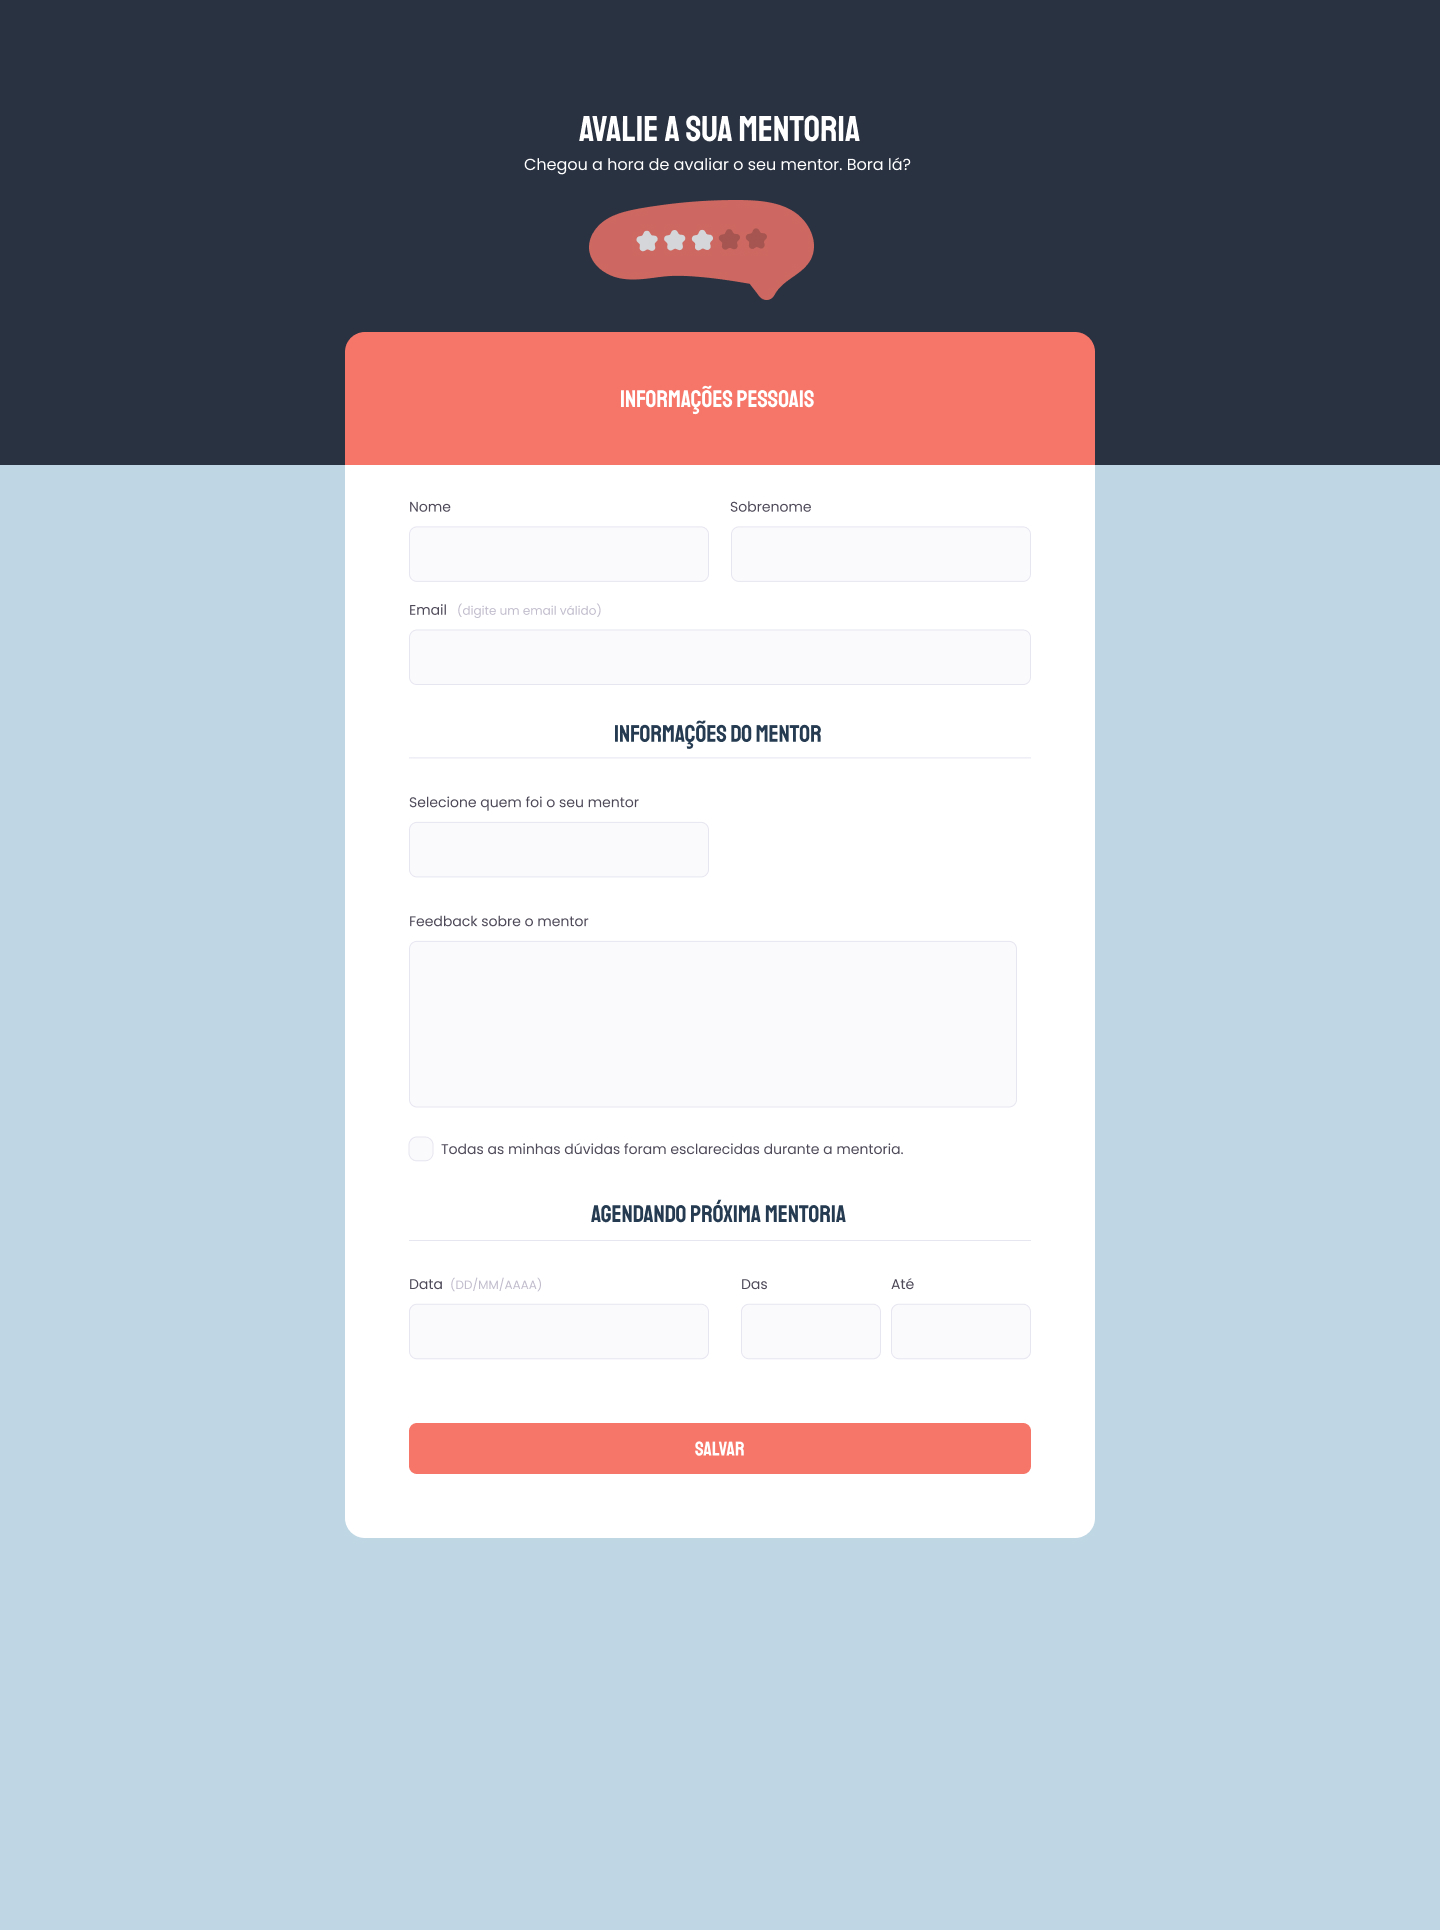 AVALIE A SUA MENTORIA
Chegou a hora de avaliar o seu mentor. Bora lá?
INFORMAÇÕES PESSOAIS
Nome
Sobrenome
Email (digite um email válido)
INFORMAÇÕES DO MENTOR
Selecione quem foi o seu mentor
Feedback sobre o mentor
Todas as minhas dúvidas foram esclarecidas durante a mentoria.
AGENDANDO PRÓXIMA MENTORIA
Data (DD/MM/AAAA)
Das
Até
SALVAR